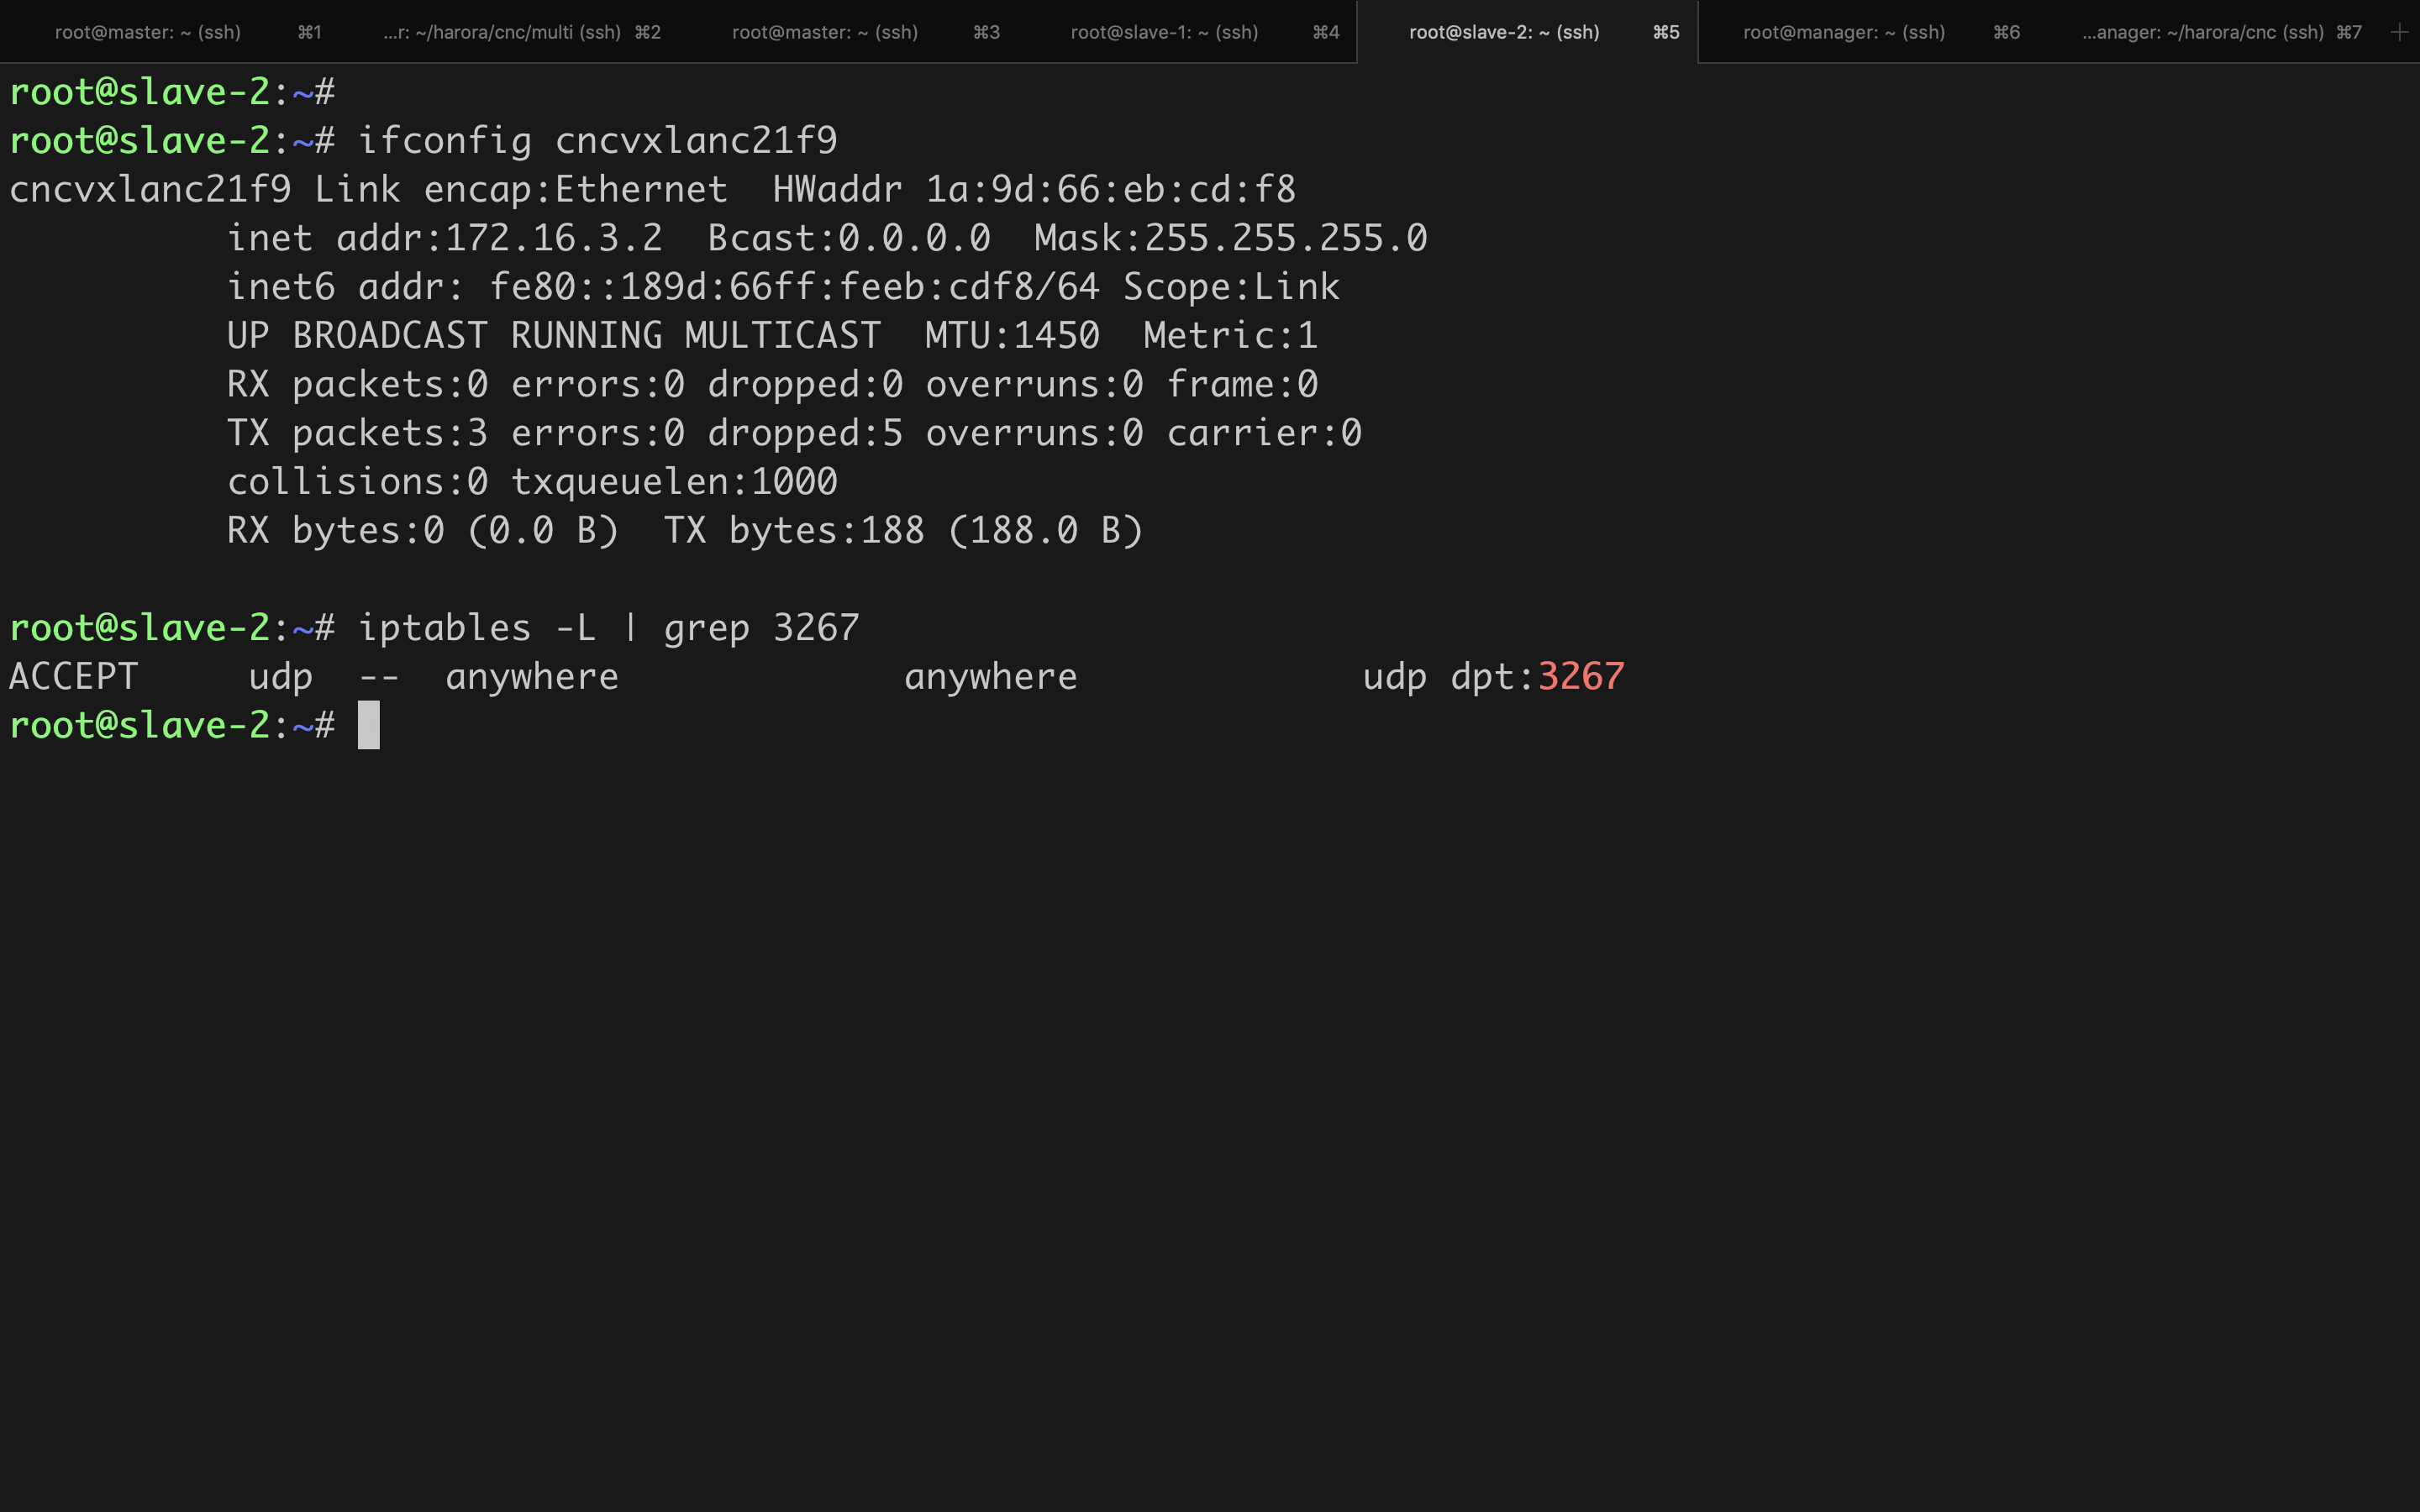 root@master: ~ (ssh) ⌘1 ...r: ~/harora/cnc/multi (ssh) ⌘2 root@master: ~ (ssh) ⌘3 root@slave-1: ~ (ssh) ⌘4 root@slave-2: ~ (ssh) ⌘5 root@manager: ~ (ssh) ⌘6 ...anager: ~/harora/cnc (ssh) ⌘7 +
root@slave-2:~#
root@slave-2:~# ifconfig cncvxlanc21f9
cncvxlanc21f9 Link encap:Ethernet  HWaddr 1a:9d:66:eb:cd:f8
          inet addr:172.16.3.2  Bcast:0.0.0.0  Mask:255.255.255.0
          inet6 addr: fe80::189d:66ff:feeb:cdf8/64 Scope:Link
          UP BROADCAST RUNNING MULTICAST  MTU:1450  Metric:1
          RX packets:0 errors:0 dropped:0 overruns:0 frame:0
          TX packets:3 errors:0 dropped:5 overruns:0 carrier:0
          collisions:0 txqueuelen:1000
          RX bytes:0 (0.0 B)  TX bytes:188 (188.0 B)
root@slave-2:~# iptables -L | grep 3267
ACCEPT     udp  --  anywhere             anywhere             udp dpt:3267
root@slave-2:~#